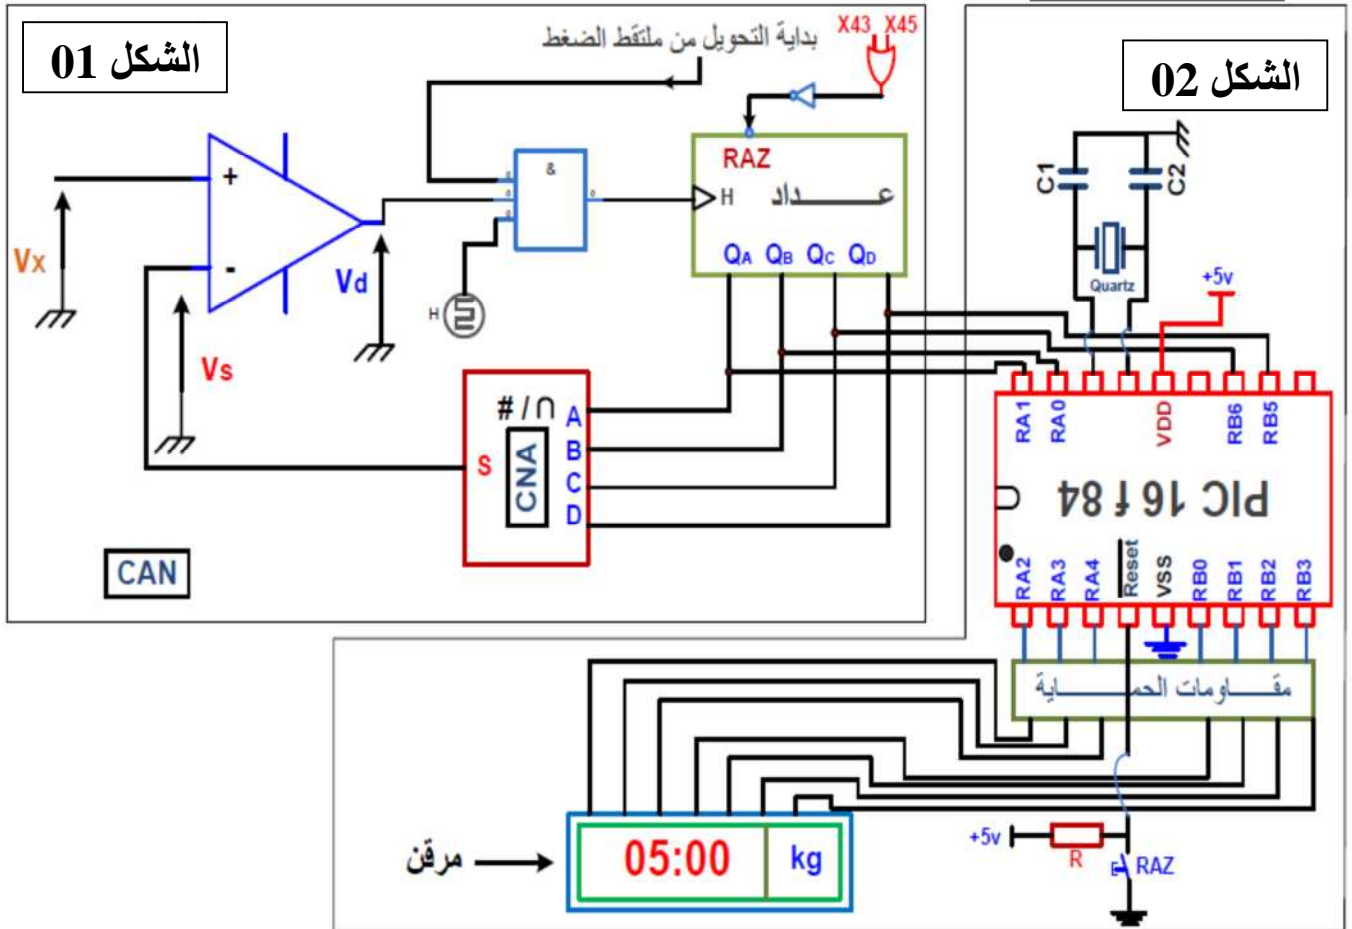 الشكل 01
بداية التحويل من ملتقط الضغط
X43 X45
الشكل 02
+
-
Vx
Vd
Vs
&
H
RAZ
H
عـــــداد
QA QB QC QD
# / ∩
CNA
S
A
B
C
D
CAN
C1
C2
Quartz
+5v
RA1
RA0
VDD
RB6
RB5
PIC 16 f 84
RA2
RA3
RA4
Reset
VSS
RB0
RB1
RB2
RB3
مقــــاومات الحمـــــاية
مرقن
05:00
kg
+5v
R
RAZ